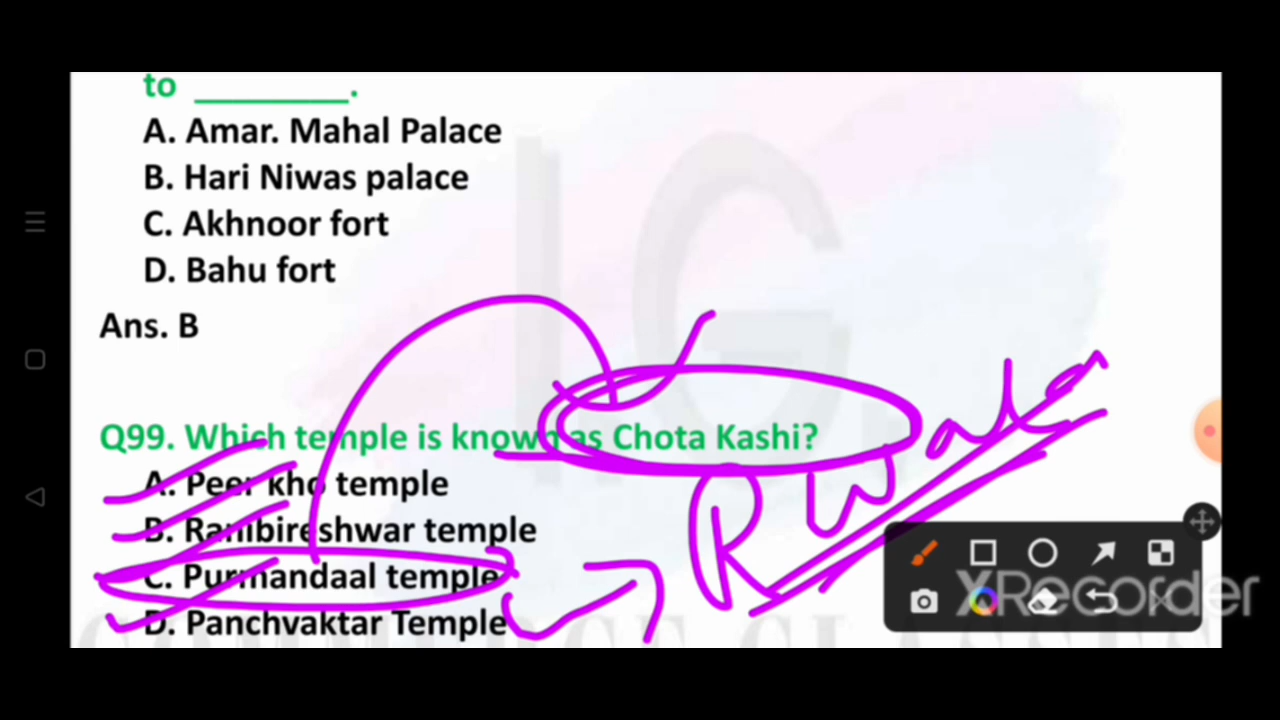 to ________.
A. Amar. Mahal Palace
B. Hari Niwas palace
C. Akhnoor fort
D. Bahu fort
Ans. B
Q99. Which temple is known as Chota Kashi?
A. Peer kho temple
B. Ranbireshwar temple
C. Purmandaal temple
D. Panchvaktar Temple
IG
XRecorder